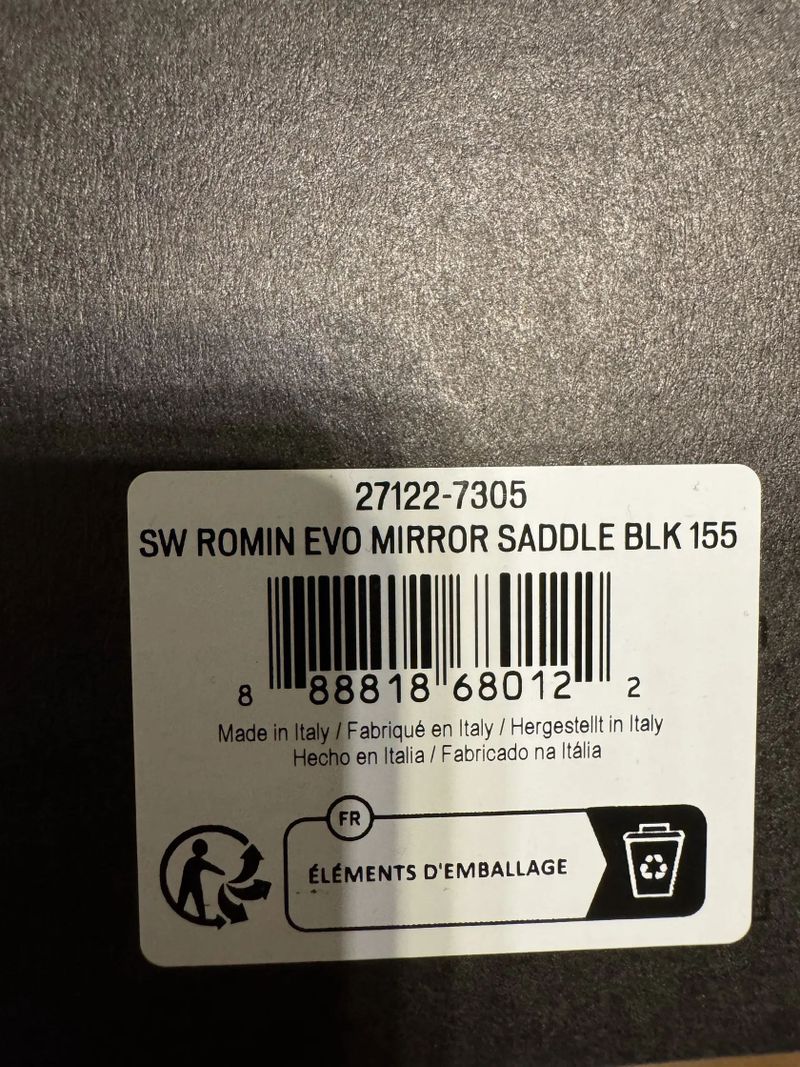 27122-7305
SW ROMIN EVO MIRROR SADDLE BLK 155
8 88818 68012 2
Made in Italy / Fabriqué en Italy / Hergestellt in Italy
Hecho en Italia / Fabricado na Itália
FR
ÉLÉMENTS D'EMBALLAGE